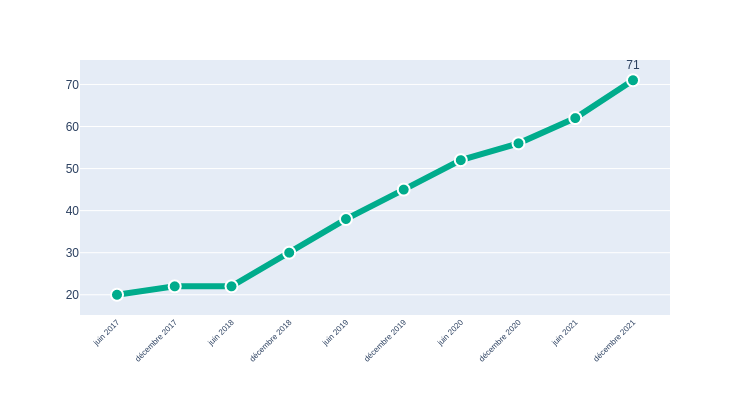 71
70
60
50
40
30
20
juin 2017
décembre 2017
juin 2018
décembre 2018
juin 2019
décembre 2019
juin 2020
décembre 2020
juin 2021
décembre 2021